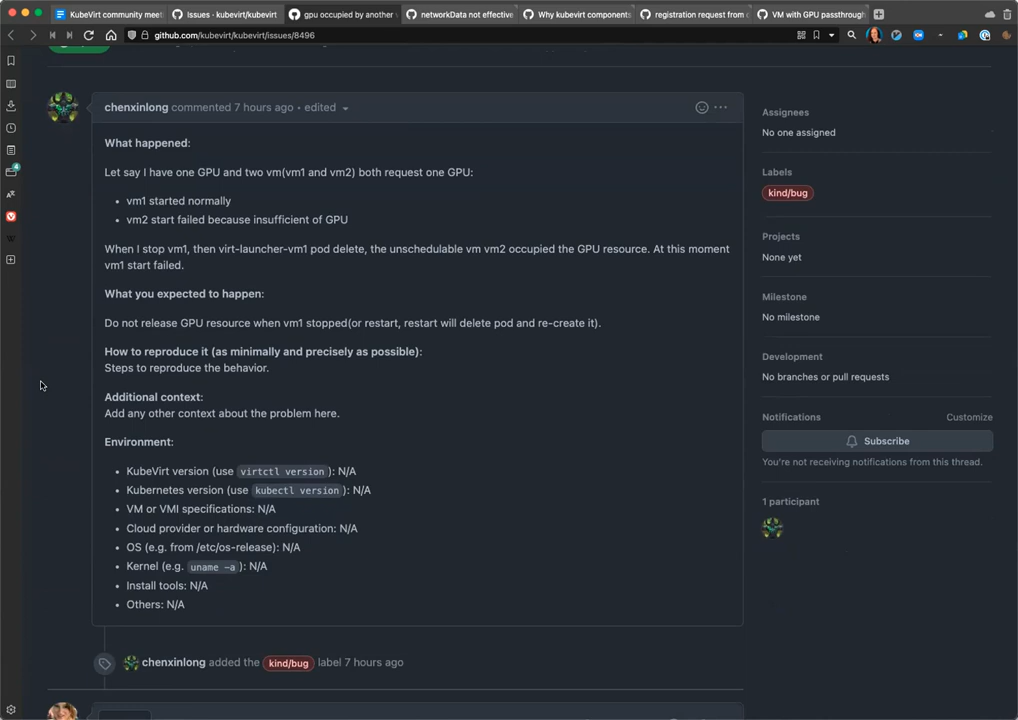 KubeVirt community meet
Issues · kubevirt/kubevirt
gpu occupied by another
networkData not effective
Why kubevirt components
registration request from
VM with GPU passthrough
github.com/kubevirt/kubevirt/issues/8496
4
chenxinlong commented 7 hours ago • edited
What happened:
Let say I have one GPU and two vm(vm1 and vm2) both request one GPU:
• vm1 started normally
• vm2 start failed because insufficient of GPU
When I stop vm1, then virt-launcher-vm1 pod delete, the unschedulable vm vm2 occupied the GPU resource. At this moment
vm1 start failed.
What you expected to happen:
Do not release GPU resource when vm1 stopped(or restart, restart will delete pod and re-create it).
How to reproduce it (as minimally and precisely as possible):
Steps to reproduce the behavior.
Additional context:
Add any other context about the problem here.
Environment:
• KubeVirt version (use virtctl version): N/A
• Kubernetes version (use kubectl version): N/A
• VM or VMI specifications: N/A
• Cloud provider or hardware configuration: N/A
• OS (e.g. from /etc/os-release): N/A
• Kernel (e.g. uname -a): N/A
• Install tools: N/A
• Others: N/A
chenxinlong added the kind/bug label 7 hours ago
Assignees
No one assigned
Labels
kind/bug
Projects
None yet
Milestone
No milestone
Development
No branches or pull requests
Notifications
Customize
Subscribe
You're not receiving notifications from this thread.
1 participant